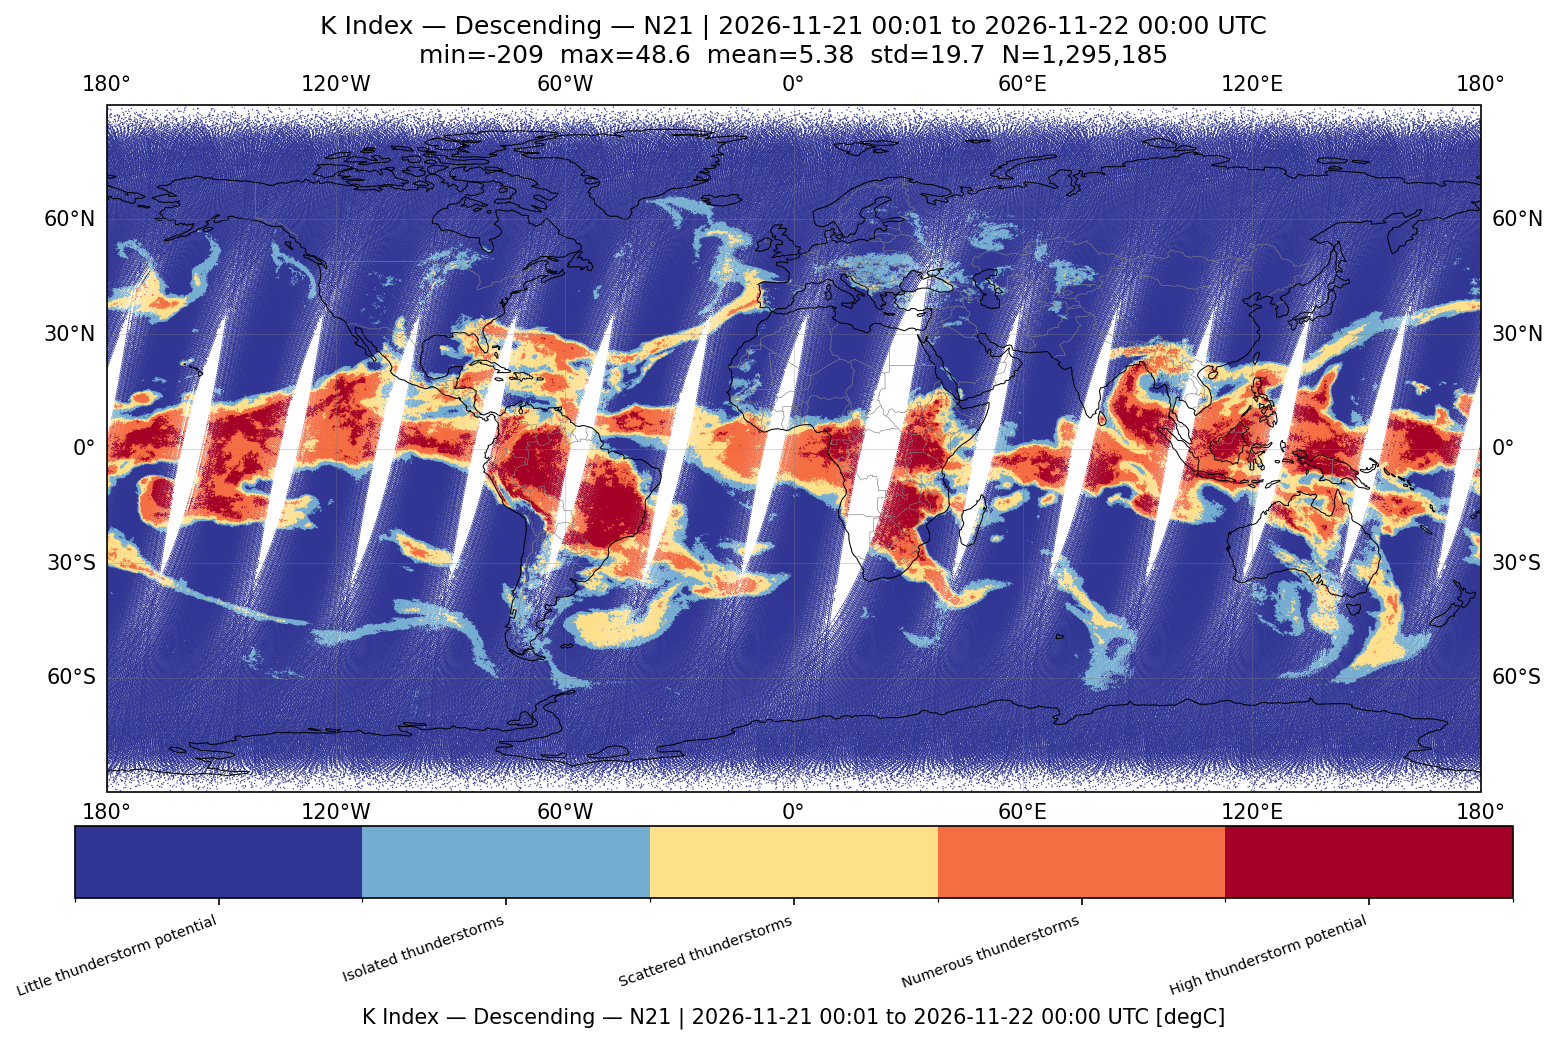 K Index — Descending — N21 | 2026-11-21 00:01 to 2026-11-22 00:00 UTC
min=-209  max=48.6  mean=5.38  std=19.7  N=1,295,185
180° 120°W 60°W 0° 60°E 120°E 180°
60°N 60°N
30°N 30°N
0° 0°
30°S 30°S
60°S 60°S
180° 120°W 60°W 0° 60°E 120°E 180°
Little thunderstorm potential
Isolated thunderstorms
Scattered thunderstorms
Numerous thunderstorms
High thunderstorm potential
K Index — Descending — N21 | 2026-11-21 00:01 to 2026-11-22 00:00 UTC [degC]